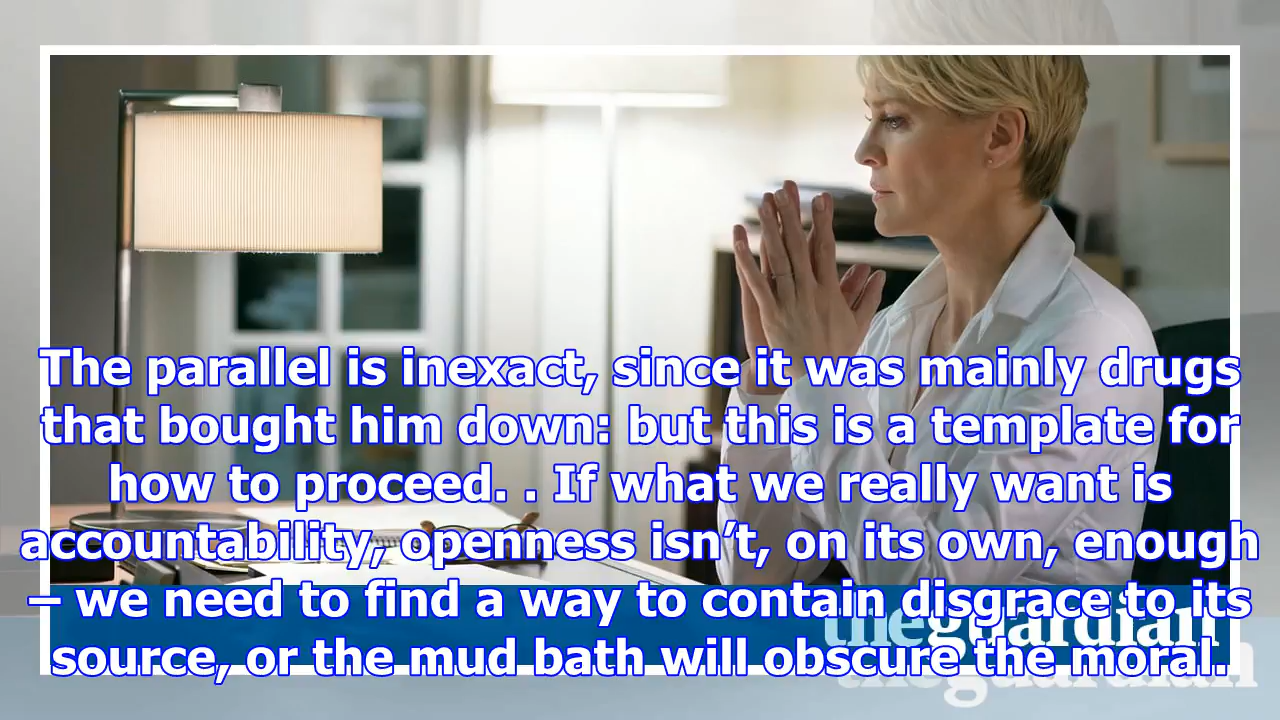 The parallel is inexact, since it was mainly drugs
that bought him down: but this is a template for
how to proceed. . If what we really want is
accountability, openness isn’t, on its own, enough
– we need to find a way to contain disgrace to its
source, or the mud bath will obscure the moral.
theguardian
theguardian